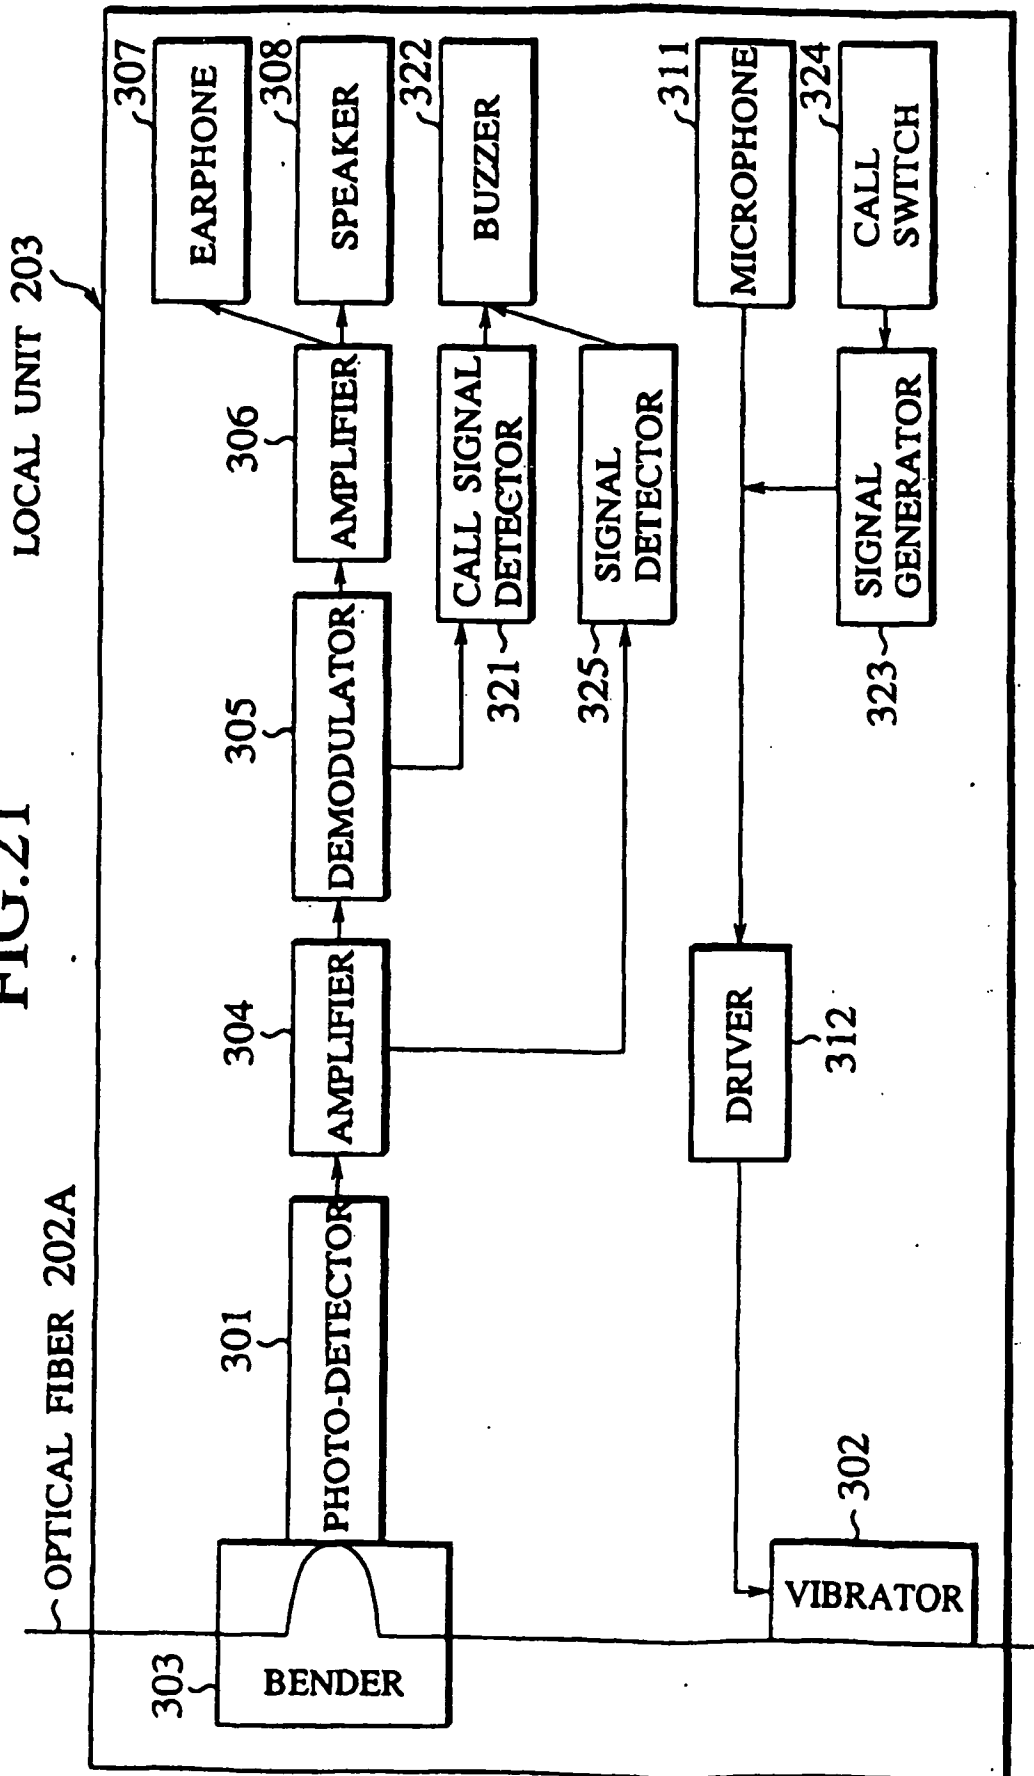 FIG.21
LOCAL UNIT 203
OPTICAL FIBER 202A
303
BENDER
301
PHOTO-DETECTOR
304
AMPLIFIER
305
DEMODULATOR
306
AMPLIFIER
307
EARPHONE
308
SPEAKER
322
BUZZER
CALL SIGNAL
DETECTOR
321
SIGNAL
DETECTOR
325
311
MICROPHONE
324
CALL
SWITCH
SIGNAL
GENERATOR
323
DRIVER
312
302
VIBRATOR